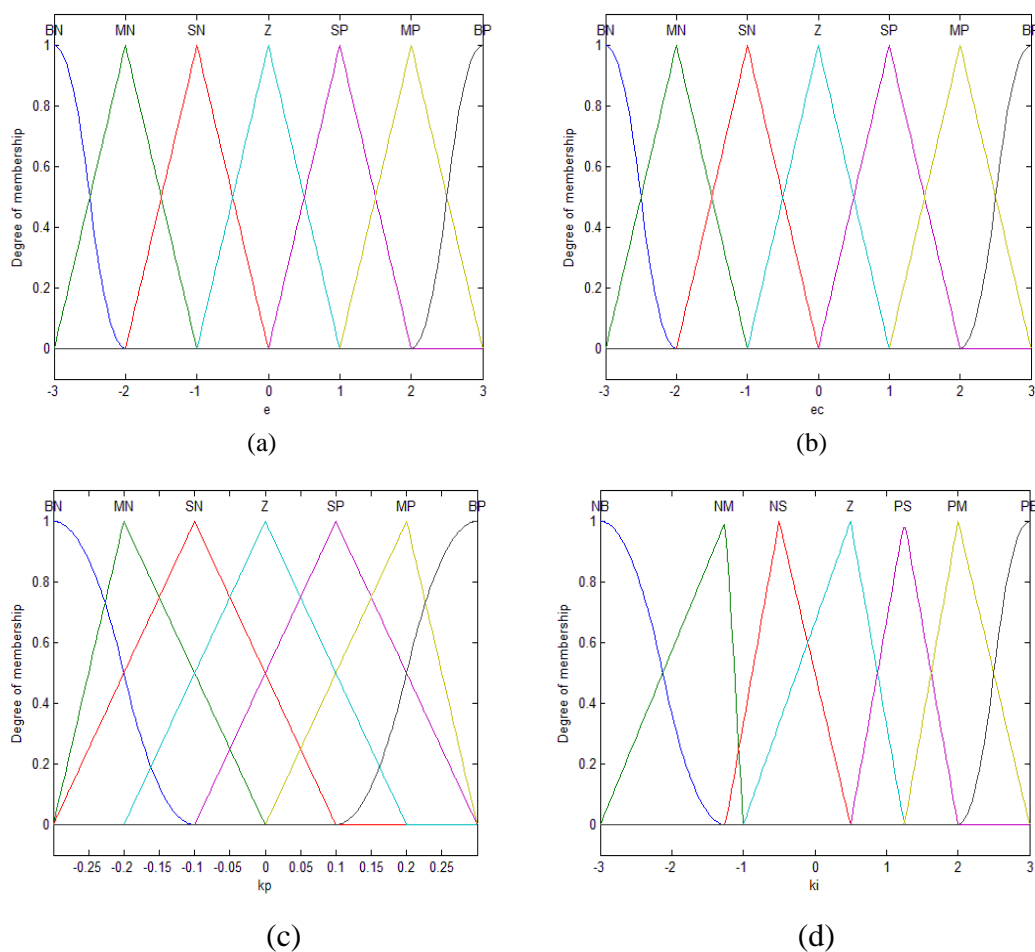 BN MN SN Z SP MP BP
1
0.8
0.6
0.4
0.2
0
Degree of membership
-3 -2 -1 0 1 2 3
e
(a)
BN MN SN Z SP MP BP
1
0.8
0.6
0.4
0.2
0
Degree of membership
-3 -2 -1 0 1 2 3
ec
(b)
BN MN SN Z SP MP BP
1
0.8
0.6
0.4
0.2
0
Degree of membership
-0.25 -0.2 -0.15 -0.1 -0.05 0 0.05 0.1 0.15 0.2 0.25
kp
(c)
NB NM NS Z PS PM PB
1
0.8
0.6
0.4
0.2
0
Degree of membership
-3 -2 -1 0 1 2 3
ki
(d)